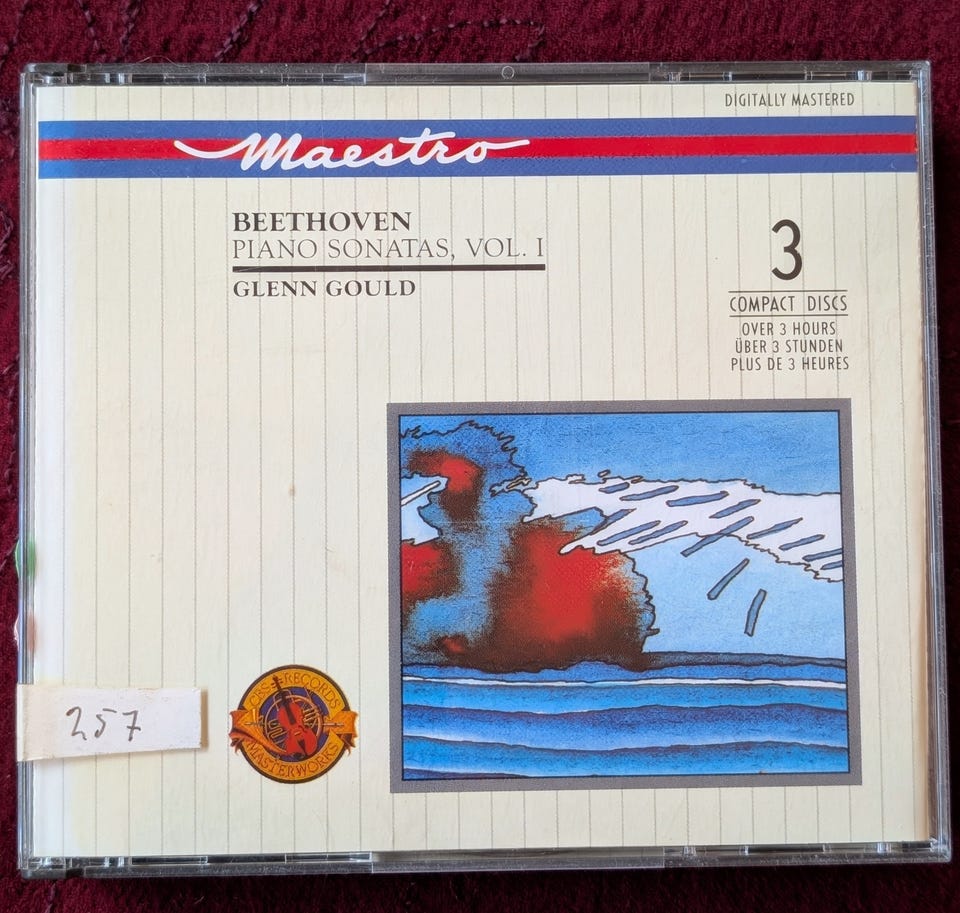 DIGITALLY MASTERED
Maestro
BEETHOVEN
PIANO SONATAS, VOL. I
GLENN GOULD
3
COMPACT DISCS
OVER 3 HOURS
ÜBER 3 STUNDEN
PLUS DE 3 HEURES
257
CBS RECORDS
MASTERWORKS